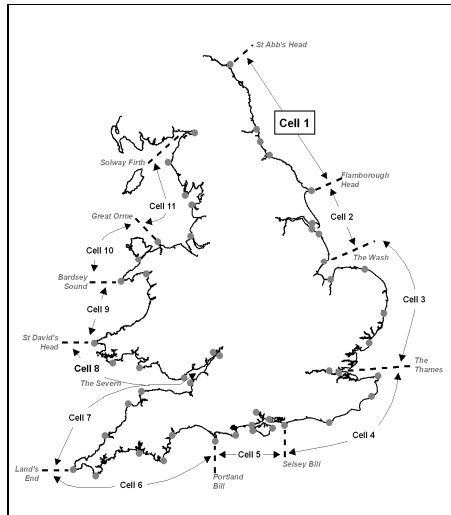 St Abb's Head
Cell 1
Solway Firth
Flamborough
Head
Cell 11
Great Orme
Cell 2
Cell 10
The Wash
Bardsey
Sound
Cell 3
Cell 9
St David's
Head
Cell 8
The Severn
The
Thames
Cell 7
Cell 4
Cell 5
Selsey Bill
Land's
End
Cell 6
Portland
Bill